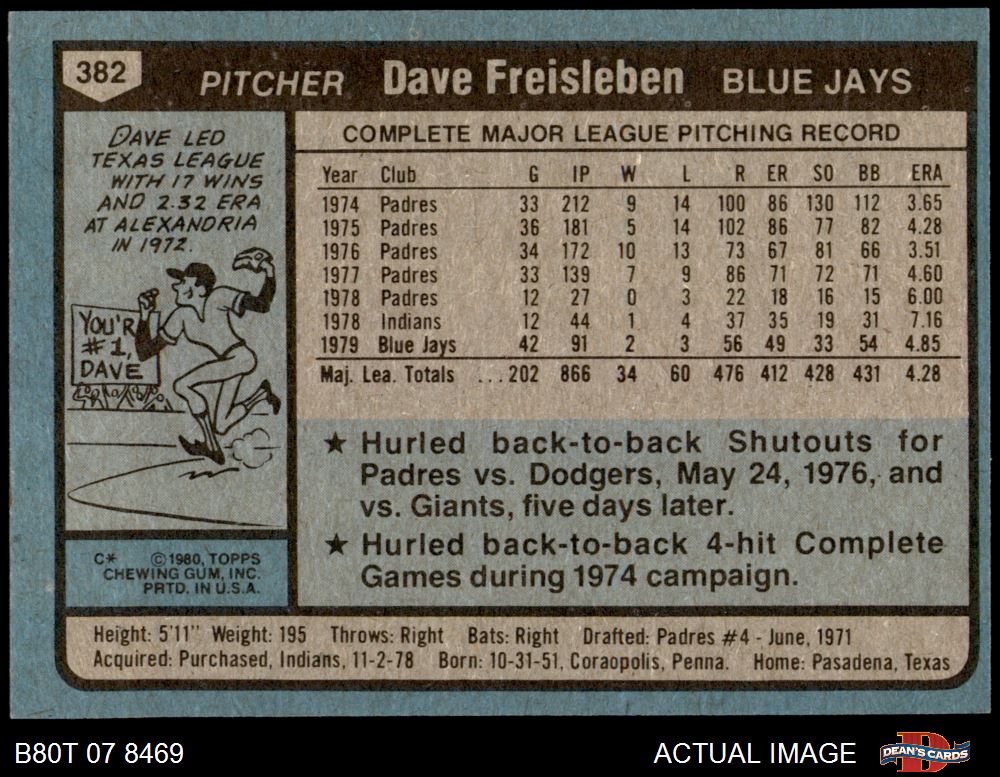 382
PITCHER Dave Freisleben BLUE JAYS
DAVE LED
TEXAS LEAGUE
WITH 17 WINS
AND 2.32 ERA
AT ALEXANDRIA
IN 1972.
YOU'R
#1,
DAVE
C* ©1980, TOPPS
CHEWING GUM, INC.
PRTD. IN U.S.A.
COMPLETE MAJOR LEAGUE PITCHING RECORD
Year Club G IP W L R ER SO BB ERA
1974 Padres 33 212 9 14 100 86 130 112 3.65
1975 Padres 36 181 5 14 102 86 77 82 4.28
1976 Padres 34 172 10 13 73 67 81 66 3.51
1977 Padres 33 139 7 9 86 71 72 71 4.60
1978 Padres 12 27 0 3 22 18 16 15 6.00
1978 Indians 12 44 1 4 37 35 19 31 7.16
1979 Blue Jays 42 91 2 3 56 49 33 54 4.85
Maj. Lea. Totals ...202 866 34 60 476 412 428 431 4.28
★ Hurled back-to-back Shutouts for
Padres vs. Dodgers, May 24, 1976, and
vs. Giants, five days later.
★ Hurled back-to-back 4-hit Complete
Games during 1974 campaign.
Height: 5'11" Weight: 195 Throws: Right Bats: Right Drafted: Padres #4 - June, 1971
Acquired: Purchased, Indians, 11-2-78 Born: 10-31-51, Coraopolis, Penna. Home: Pasadena, Texas
B80T 07 8469 ACTUAL IMAGE D DEAN'S CARDS